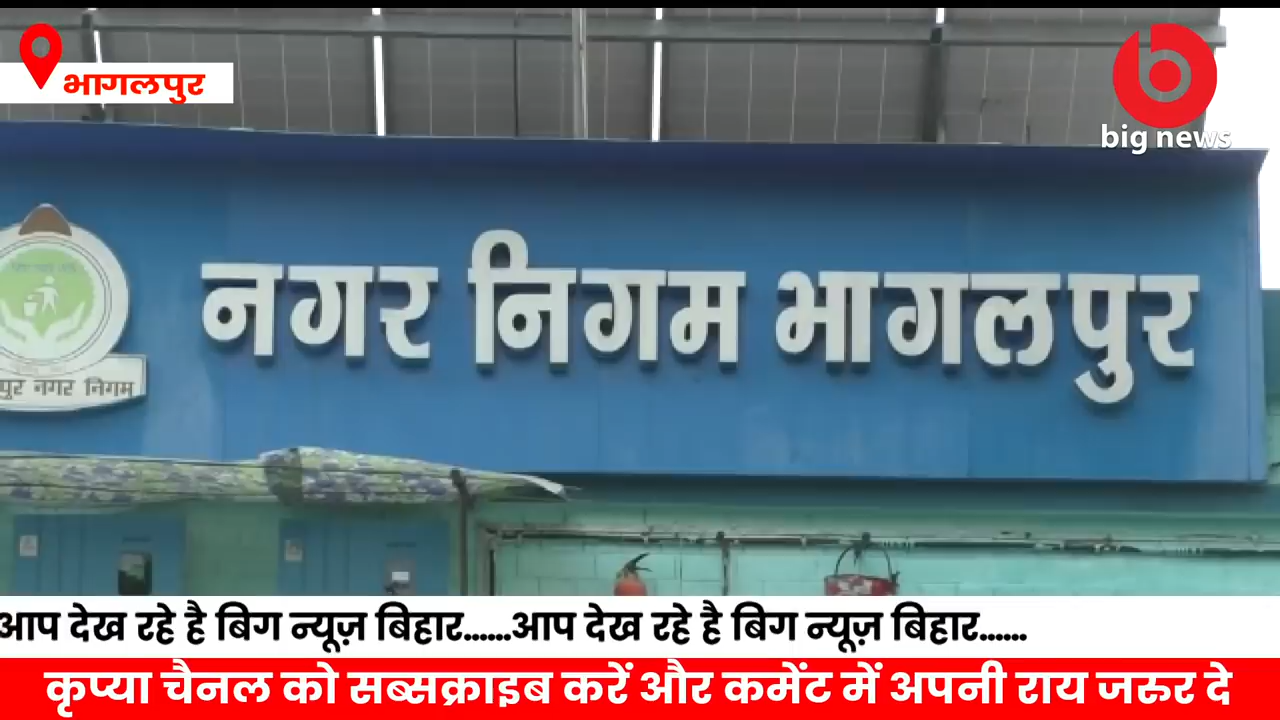 भागलपुर
big news
नगर निगम भागलपुर
पुर नगर निगम
आप देख रहे है बिग न्यूज़ बिहार......आप देख रहे है बिग न्यूज़ बिहार......
कृप्या चैनल को सब्सक्राइब करें और कमेंट में अपनी राय जरुर दे